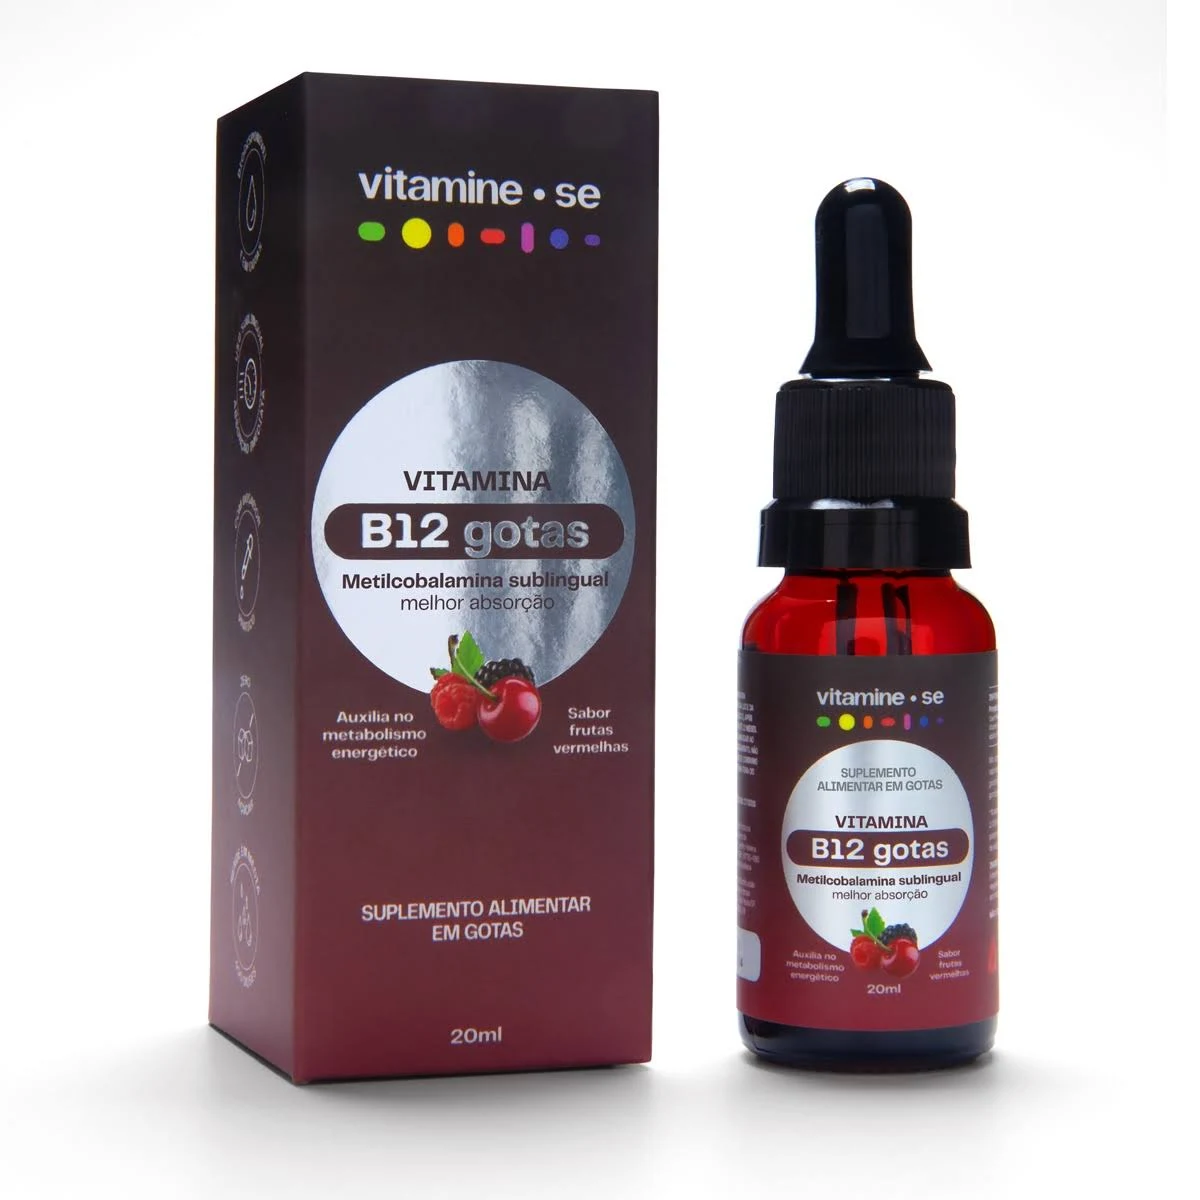 vitamine • se
VITAMINA
B12 gotas
Metilcobalamina sublingual
melhor absorção
Auxilia no
metabolismo
energético
Sabor
frutas
vermelhas
SUPLEMENTO ALIMENTAR
EM GOTAS
20ml
vitamine • se
SUPLEMENTO
ALIMENTAR EM GOTAS
VITAMINA
B12 gotas
Metilcobalamina sublingual
melhor absorção
Auxilia no
metabolismo
energético
Sabor
frutas
vermelhas
20ml